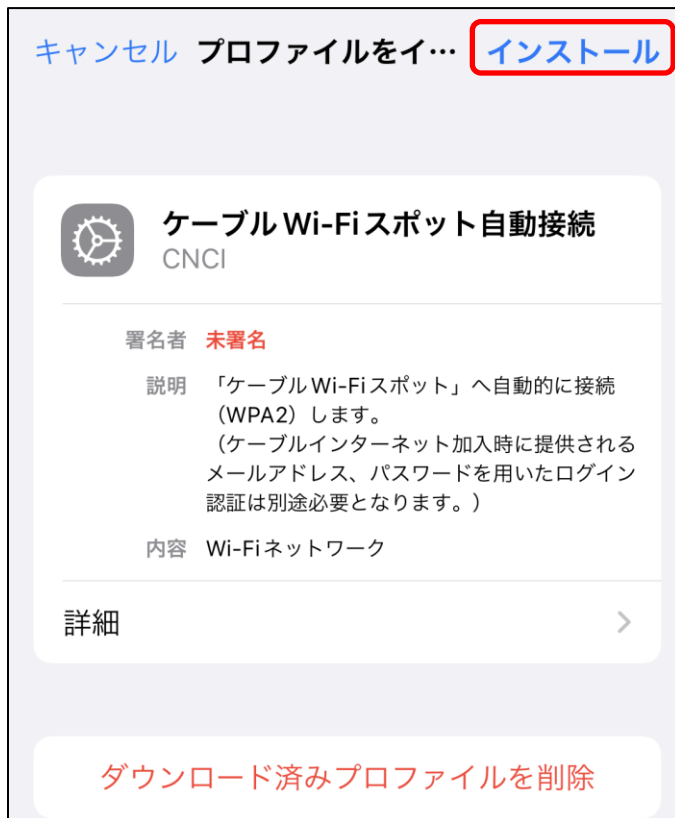 キャンセル プロファイルをイ… インストール
ケーブル Wi-Fiスポット自動接続
CNCI
署名者 未署名
説明 「ケーブル Wi-Fiスポット」へ自動的に接続
（WPA2）します。
（ケーブルインターネット加入時に提供される
メールアドレス、パスワードを用いたログイン
認証は別途必要となります。）
内容 Wi-Fiネットワーク
詳細
ダウンロード済みプロファイルを削除